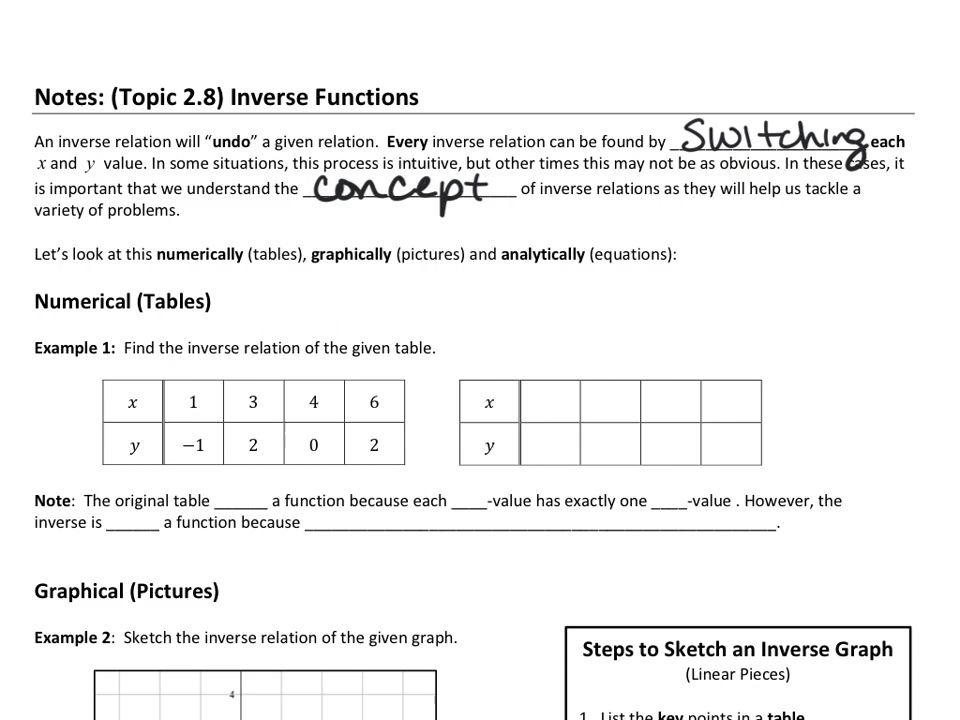 Notes: (Topic 2.8) Inverse Functions
An inverse relation will “undo” a given relation. Every inverse relation can be found by switching each
x and y value. In some situations, this process is intuitive, but other times this may not be as obvious. In these cases, it
is important that we understand the concept of inverse relations as they will help us tackle a
variety of problems.
Let’s look at this numerically (tables), graphically (pictures) and analytically (equations):
Numerical (Tables)
Example 1: Find the inverse relation of the given table.
x 1 3 4 6 x
y −1 2 0 2 y
Note: The original table ______ a function because each ____-value has exactly one ____-value . However, the
inverse is ______ a function because ______________________________________________________.
Graphical (Pictures)
Example 2: Sketch the inverse relation of the given graph.
Steps to Sketch an Inverse Graph
(Linear Pieces)
4
1. List the key points in a table